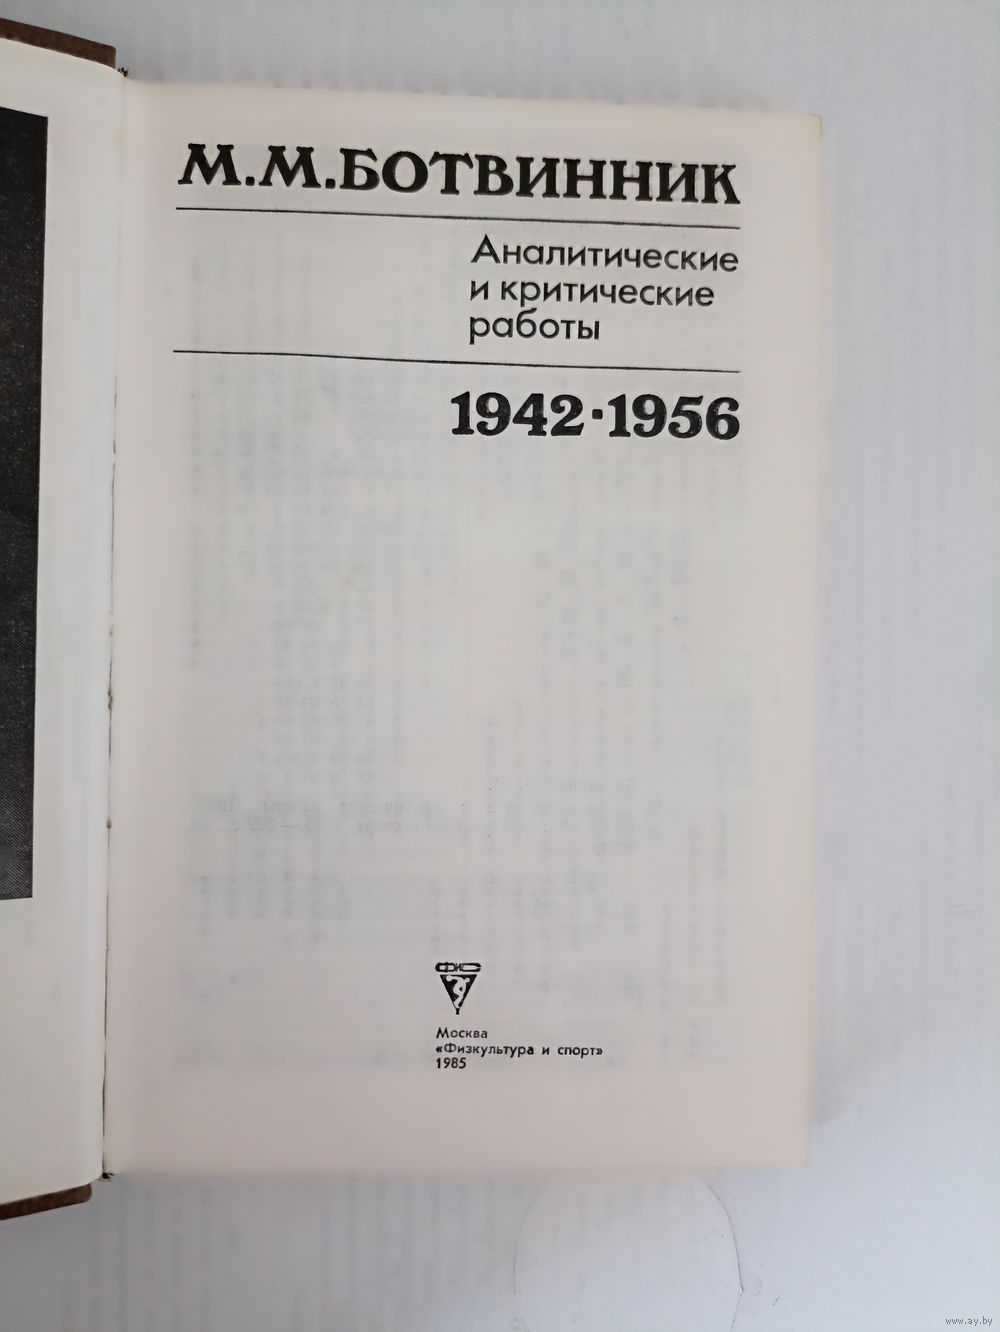 М.М.БОТВИННИК
Аналитические
и критические
работы
1942·1956
ФиС
Москва
«Физкультура и спорт»
1985
www.ay.by